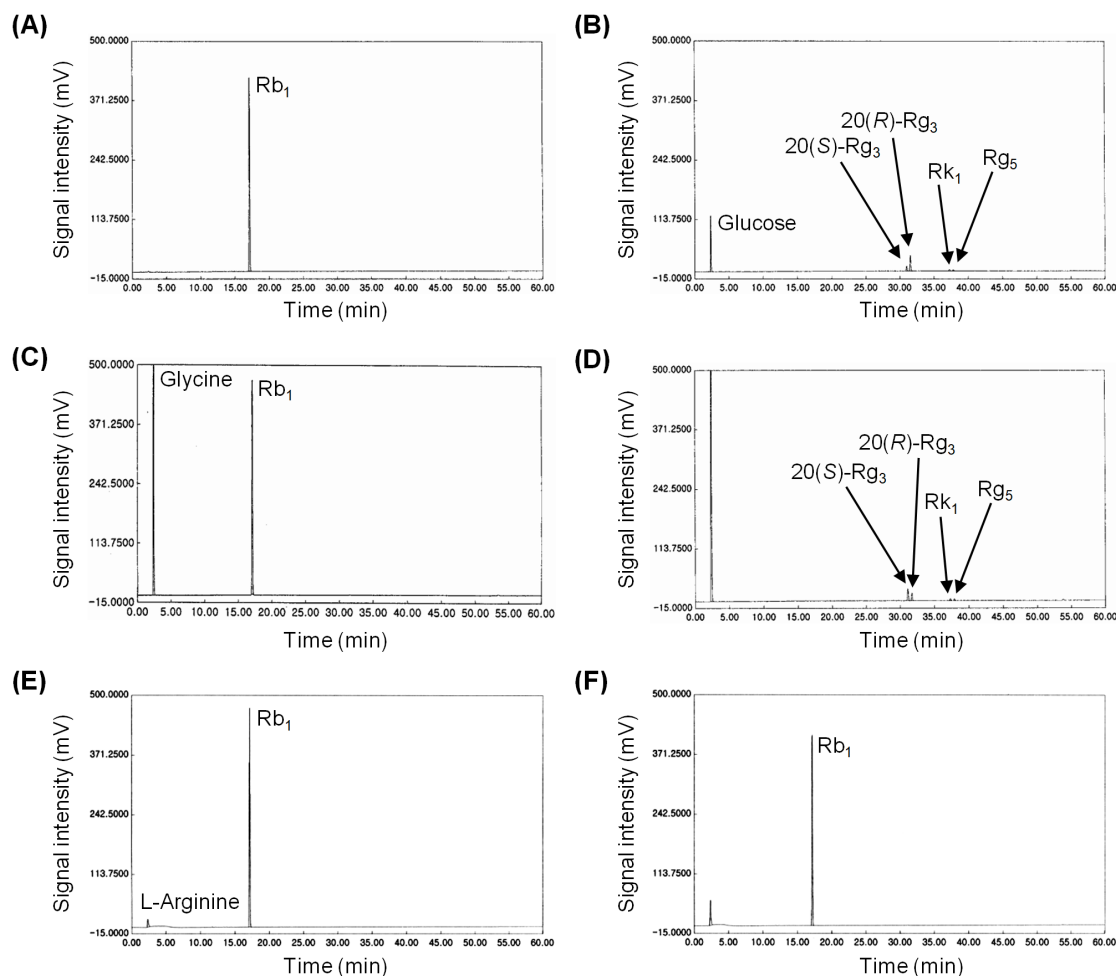 (A)
500.0000
371.2500
242.5000
113.7500
−15.0000
Signal intensity (mV)
Rb₁
0.00 5.00 10.00 15.00 20.00 25.00 30.00 35.00 40.00 45.00 50.00 55.00 60.00
Time (min)
(B)
500.0000
371.2500
242.5000
113.7500
−15.0000
Signal intensity (mV)
20(R)-Rg₃
20(S)-Rg₃
Rk₁
Rg₅
Glucose
0.00 5.00 10.00 15.00 20.00 25.00 30.00 35.00 40.00 45.00 50.00 55.00 60.00
Time (min)
(C)
500.0000
371.2500
242.5000
113.7500
−15.0000
Signal intensity (mV)
Glycine
Rb₁
0.00 5.00 10.00 15.00 20.00 25.00 30.00 35.00 40.00 45.00 50.00 55.00 60.00
Time (min)
(D)
500.0000
371.2500
242.5000
113.7500
−15.0000
Signal intensity (mV)
20(R)-Rg₃
20(S)-Rg₃
Rk₁
Rg₅
0.00 5.00 10.00 15.00 20.00 25.00 30.00 35.00 40.00 45.00 50.00 55.00 60.00
Time (min)
(E)
500.0000
371.2500
242.5000
113.7500
−15.0000
Signal intensity (mV)
Rb₁
L-Arginine
0.00 5.00 10.00 15.00 20.00 25.00 30.00 35.00 40.00 45.00 50.00 55.00 60.00
Time (min)
(F)
500.0000
371.2500
242.5000
113.7500
−15.0000
Signal intensity (mV)
Rb₁
0.00 5.00 10.00 15.00 20.00 25.00 30.00 35.00 40.00 45.00 50.00 55.00 60.00
Time (min)